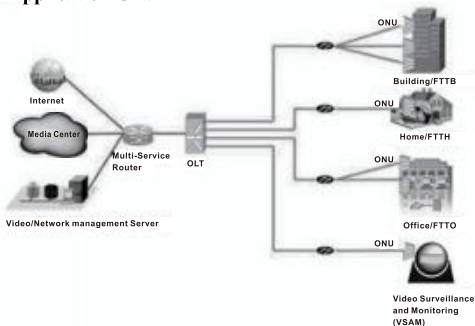 Internet
Media Center
Video/Network management Server
Multi-Service
Router
OLT
ONU
Building/FTTB
ONU
Home/FTTH
ONU
Office/FTTO
ONU
Video Surveillance
and Monitoring
(VSAM)